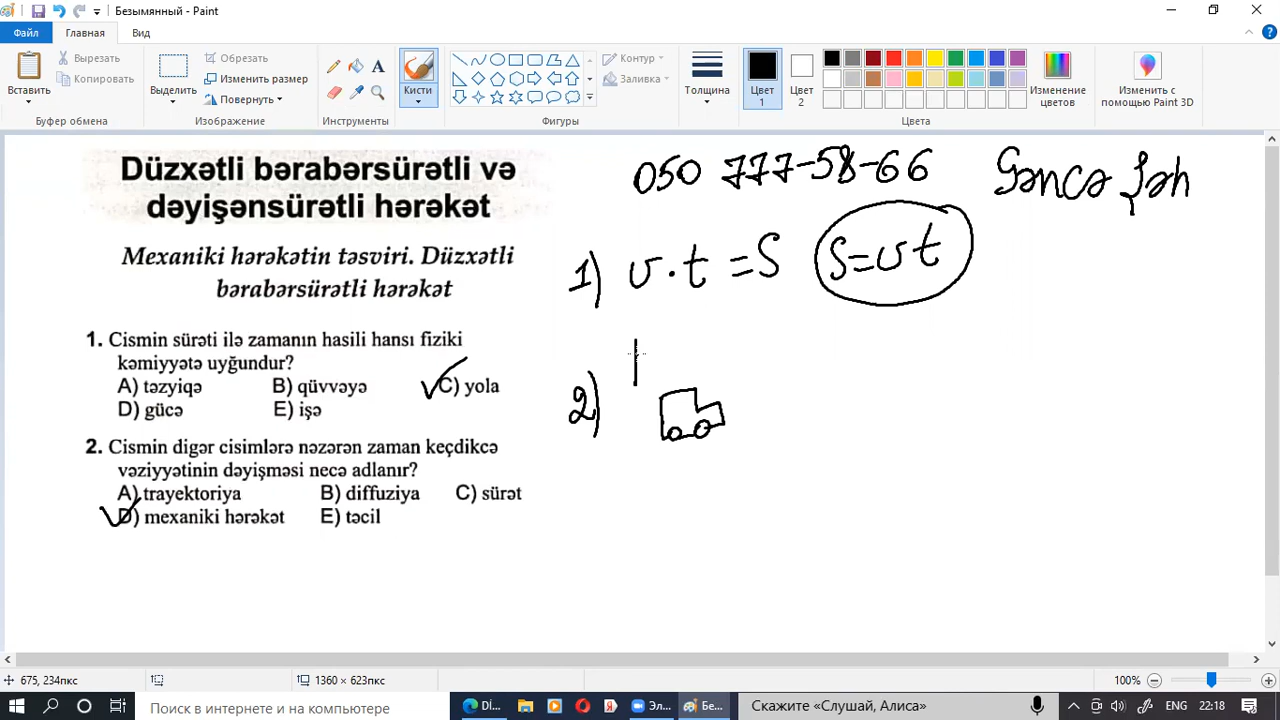 Безымянный - Paint
Файл
Главная
Вид
Вставить
Вырезать
Копировать
Буфер обмена
Выделить
Обрезать
Изменить размер
Повернуть
Изображение
Инструменты
Кисти
Контур
Заливка
Фигуры
Толщина
Цвет 1
Цвет 2
Изменение цветов
Цвета
Изменить с помощью Paint 3D
Düzxətli bərabərsürətli və
dəyişənsürətli hərəkət
Mexaniki hərəkətin təsviri. Düzxətli
bərabərsürətli hərəkət
1. Cismin sürəti ilə zamanın hasili hansı fiziki
kəmiyyətə uyğundur?
A) təzyiqə B) qüvvəyə C) yola
D) gücə E) işə
2. Cismin digər cisimlərə nəzərən zaman keçdikcə
vəziyyətinin dəyişməsi necə adlanır?
A) trayektoriya B) diffuziya C) sürət
D) mexaniki hərəkət E) təcil
050 777-58-66 Gəncə şəh
1) v·t=S S=vt
2)
675, 234пкс
1360 × 623пкс
100%
Поиск в интернете и на компьютере
Dİ...
Эл...
Бе...
Скажите «Слушай, Алиса»
РУС 22:18